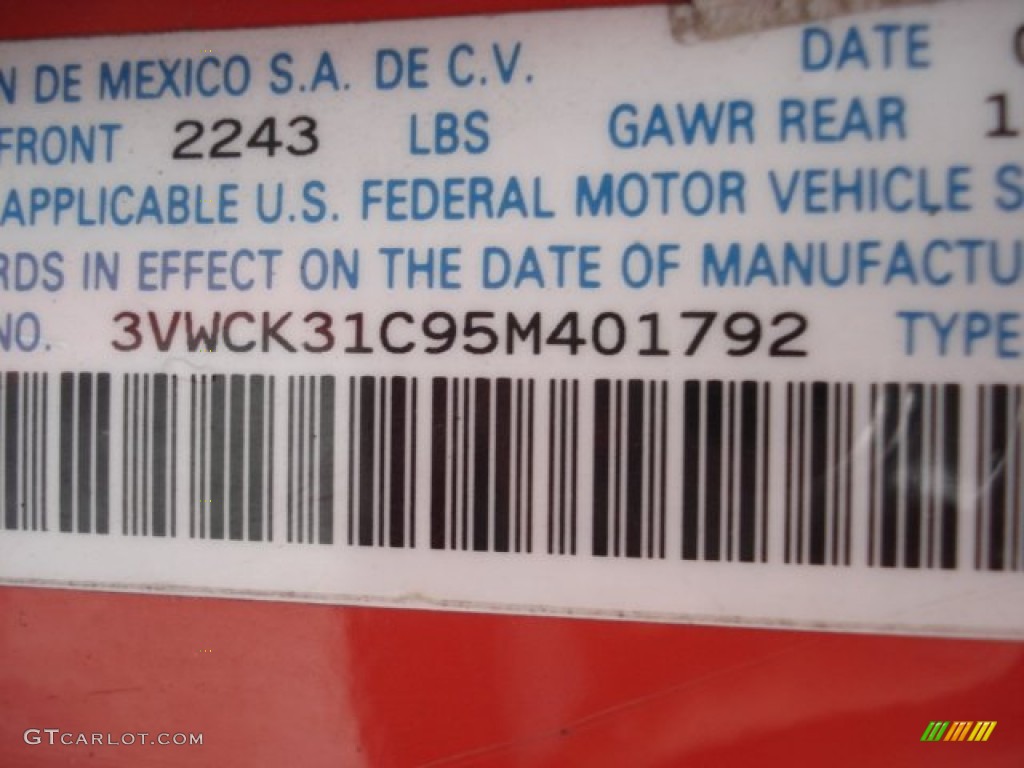 N DE MEXICO S.A. DE C.V. DATE
FRONT 2243 LBS GAWR REAR 1
APPLICABLE U.S. FEDERAL MOTOR VEHICLE S
RDS IN EFFECT ON THE DATE OF MANUFACTU
NO. 3VWCK31C95M401792 TYPE
GTCARLOT.COM